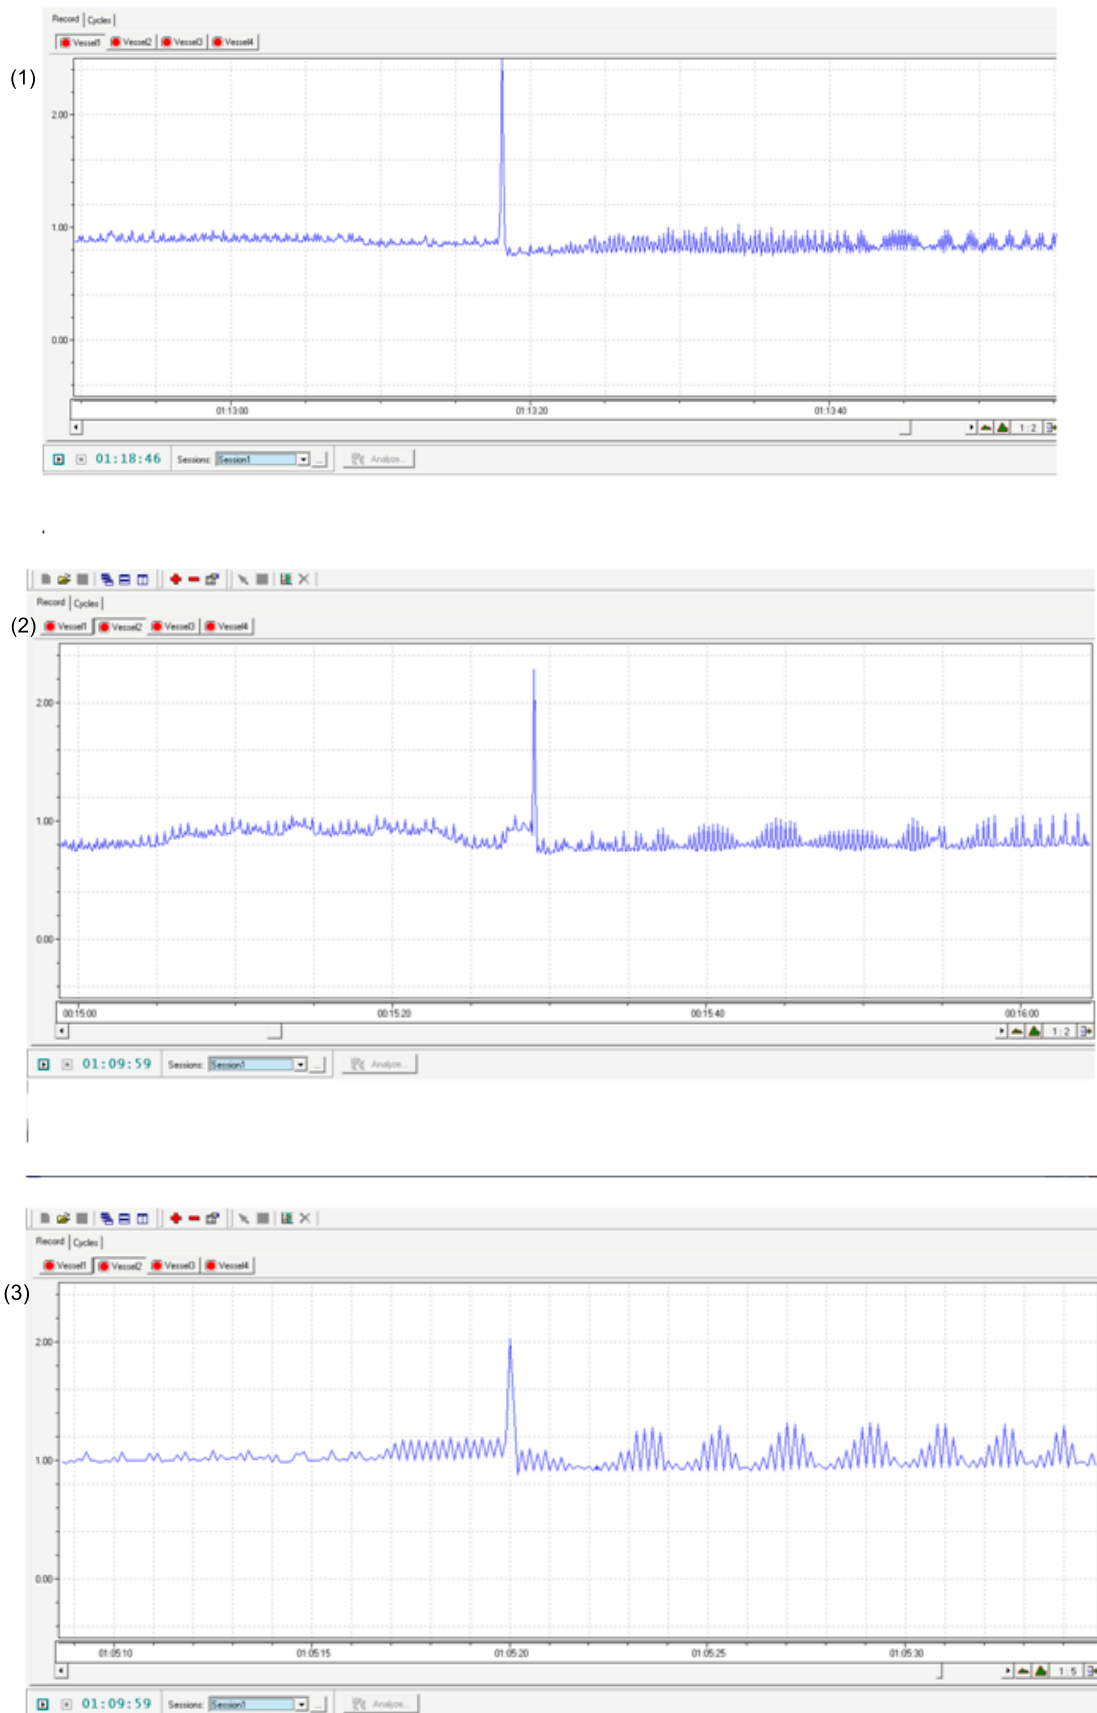 Record Cycles
Vessel1 Vessel2 Vessel3 Vessel4
(1)
2.00
1.00
0.00
01:13:00 01:13:20 01:13:40
1 : 2
01:18:46 Sessions: Session1 ... Analyze...
Record Cycles
(2) Vessel1 Vessel2 Vessel3 Vessel4
2.00
1.00
0.00
00:15:00 00:15:20 00:15:40 00:16:00
1 : 2
01:09:59 Sessions: Session1 ... Analyze...
Record Cycles
Vessel1 Vessel2 Vessel3 Vessel4
(3)
2.00
1.00
0.00
01:05:10 01:05:15 01:05:20 01:05:25 01:05:30
1 : 5
01:09:59 Sessions: Session1 ... Analyze...